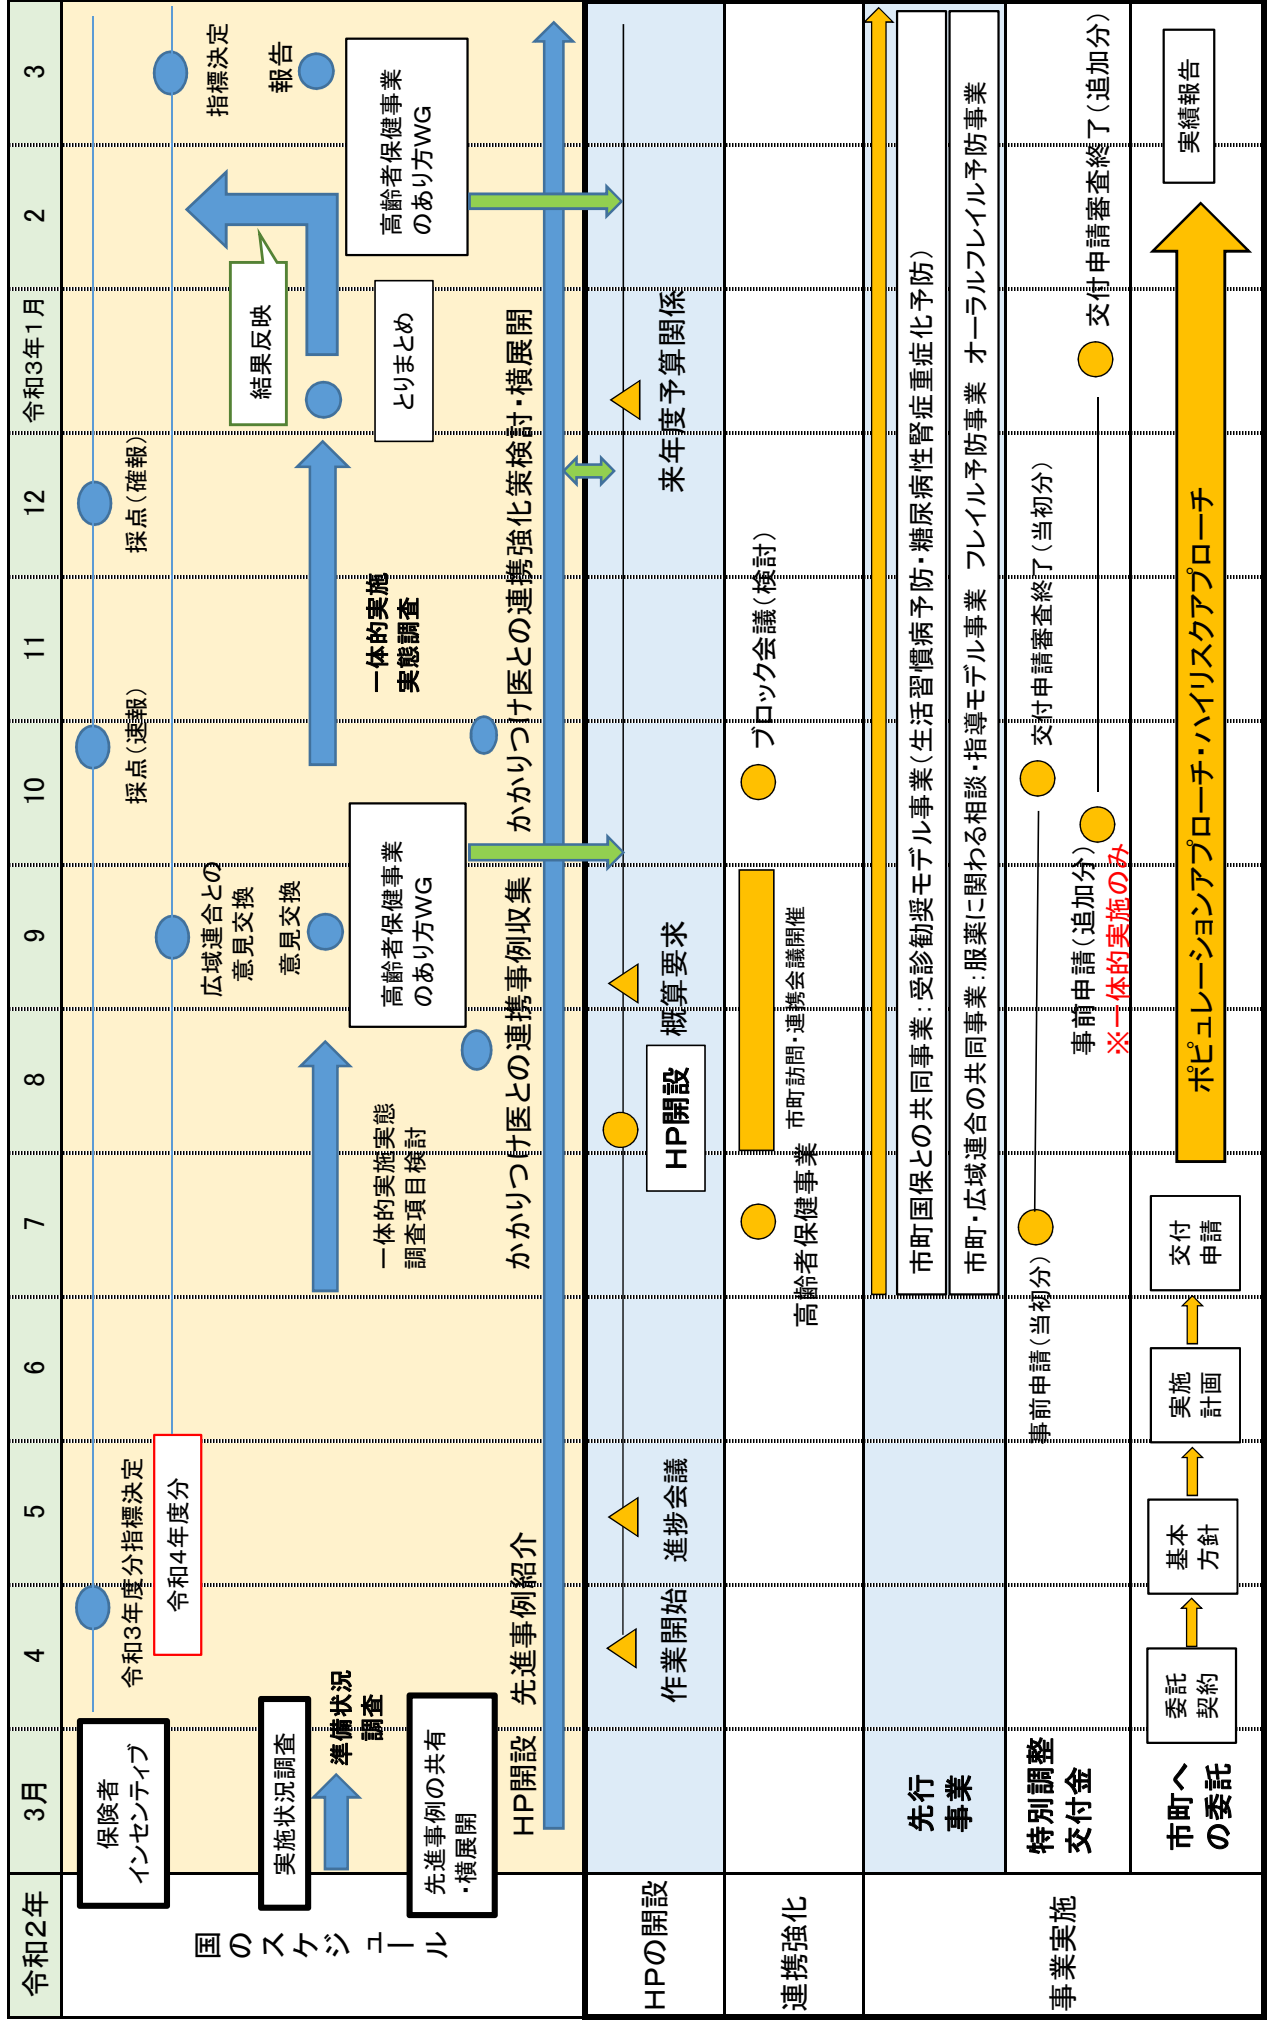 令和2年
3月
4
5
6
7
8
9
10
11
12
令和3年1月
2
3
国のスケジュール
保険者
インセンティブ
令和3年度分指標決定
令和4年度分
広域連合との
意見交換
採点(速報)
採点(確報)
指標決定
実施状況調査
準備状況
調査
一体的実施実態
調査項目検討
意見交換
高齢者保健事業
のあり方WG
一体的実施
実態調査
結果反映
とりまとめ
報告
高齢者保健事業
のあり方WG
先進事例の共有
・横展開
HP開設
先進事例紹介
かかりつけ医との連携事例収集
かかりつけ医との連携強化策検討・横展開
HPの開設
作業開始
進捗会議
HP開設
概算要求
来年度予算関係
連携強化
高齢者保健事業
市町訪問・連携会議開催
ブロック会議(検討)
事業実施
先行
事業
市町国保との共同事業:受診勧奨モデル事業(生活習慣病予防・糖尿病性腎症重症化予防)
市町・広域連合の共同事業:服薬に関わる相談・指導モデル事業 フレイル予防事業 オーラルフレイル予防事業
特別調整
交付金
事前申請(当初分)
交付申請審査終了(当初分)
事前申請(追加分)
※一体的実施のみ
交付申請審査終了(追加分)
市町へ
の委託
委託
契約
基本
方針
実施
計画
交付
申請
ポピュレーションアプローチ・ハイリスクアプローチ
実績報告